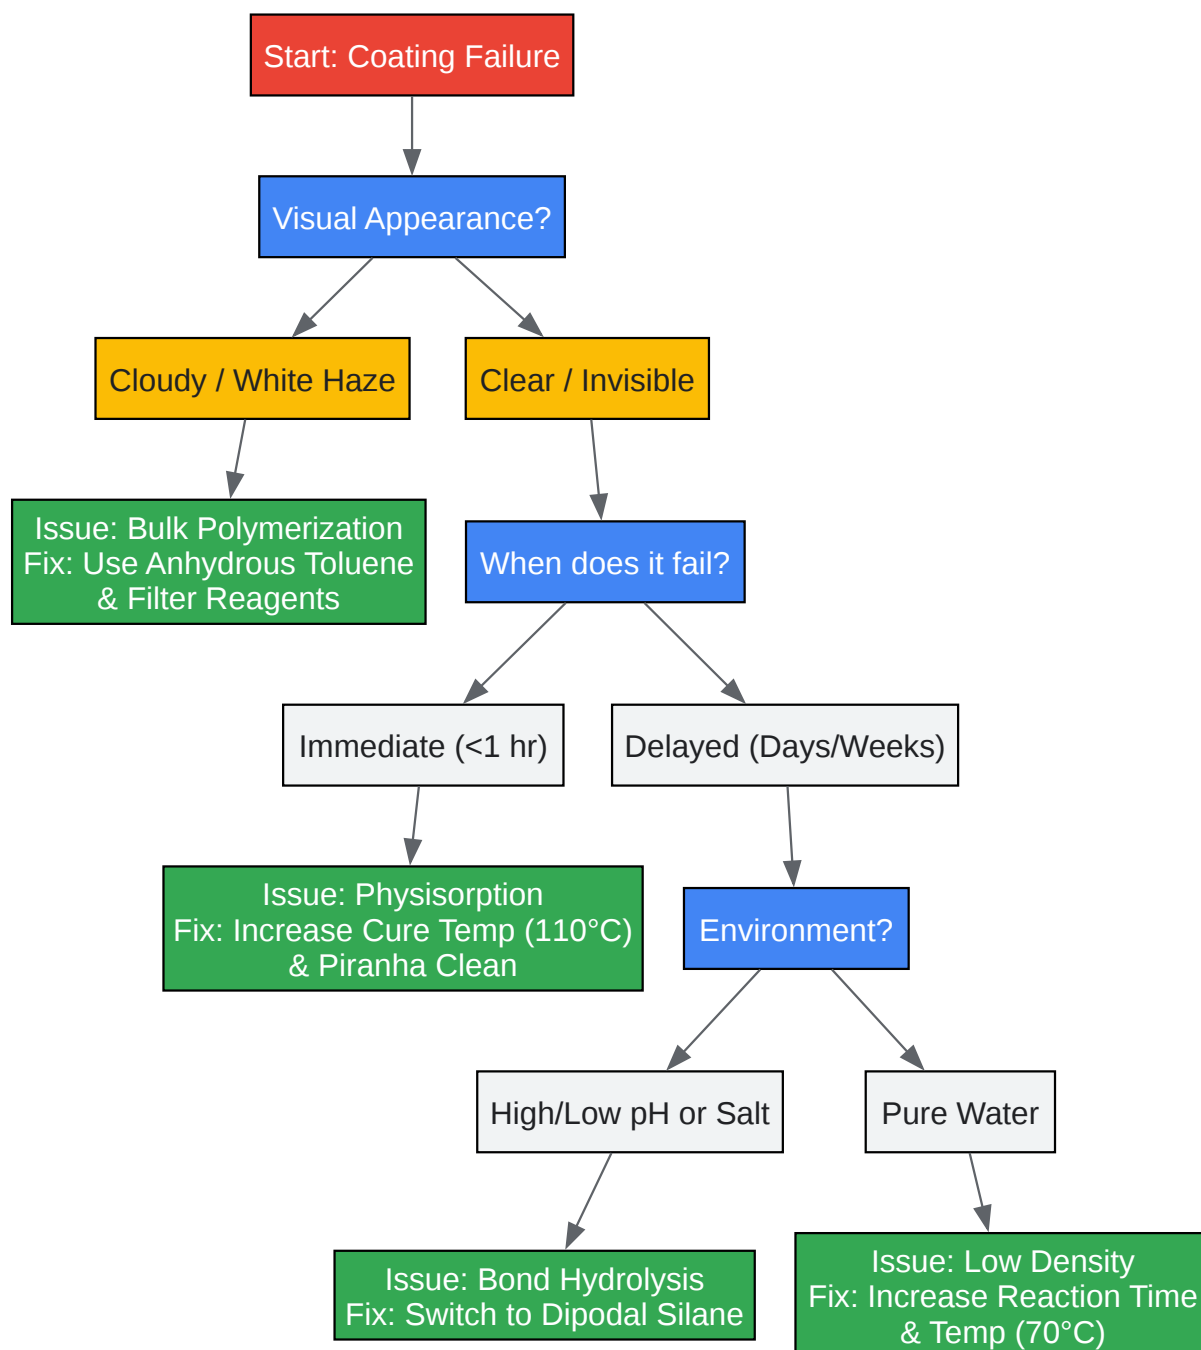 Start: Coating Failure
Visual Appearance?
Cloudy / White Haze
Clear / Invisible
Issue: Bulk Polymerization
Fix: Use Anhydrous Toluene
& Filter Reagents
When does it fail?
Immediate (<1 hr)
Delayed (Days/Weeks)
Issue: Physisorption
Fix: Increase Cure Temp (110°C)
& Piranha Clean
Environment?
High/Low pH or Salt
Pure Water
Issue: Bond Hydrolysis
Fix: Switch to Dipodal Silane
Issue: Low Density
Fix: Increase Reaction Time
& Temp (70°C)